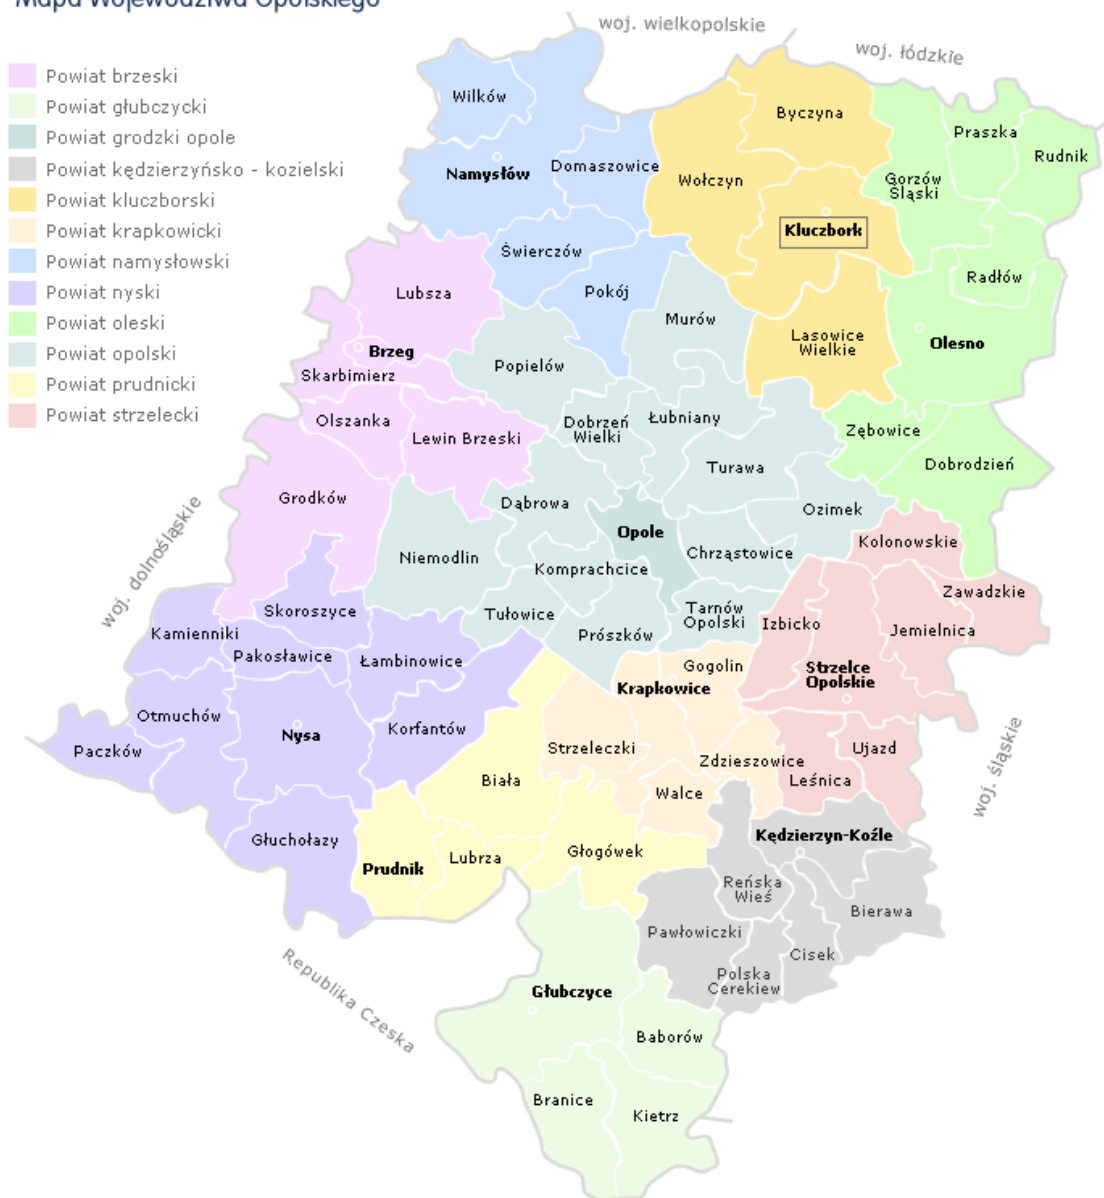 Mapa Województwa Opolskiego
woj. wielkopolskie
woj. łódzkie
Powiat brzeski
Powiat głubczycki
Powiat grodzki opole
Powiat kędzierzyńsko - kozielski
Powiat kluczborski
Powiat krapkowicki
Powiat namysłowski
Powiat nyski
Powiat oleski
Powiat opolski
Powiat prudnicki
Powiat strzelecki
Wilków
Byczyna
Praszka
Rudnik
Namysłów
Domaszowice
Wołczyn
Gorzów
Śląski
Kluczbork
Świerczów
Pokój
Radłów
Lubsza
Murów
Lasowice
Wielkie
Olesno
Brzeg
Skarbimierz
Popielów
Olszanka
Lewin Brzeski
Dobrzeń
Wielki
Łubniany
Zębowice
Turawa
Dobrodzień
Grodków
Dąbrowa
Ozimek
Opole
Niemodlin
Chrząstowice
Kolonowskie
Komprachcice
Zawadzkie
woj. dolnośląskie
Skoroszyce
Tułowice
Tarnów
Opolski
Izbicko
Jemielnica
Kamienniki
Prószków
Pakosławice
Łambinowice
Gogolin
Strzelce
Opolskie
Krapkowice
Otmuchów
Nysa
Korfantów
Paczków
Strzeleczki
Zdzieszowice
Ujazd
Leśnica
woj. śląskie
Biała
Walce
Głuchołazy
Kędzierzyn-Koźle
Prudnik
Lubrza
Głogówek
Reńska
Wieś
Bierawa
Pawłowiczki
Cisek
Polska
Cerekiew
Republika Czeska
Głubczyce
Baborów
Branice
Kietrz